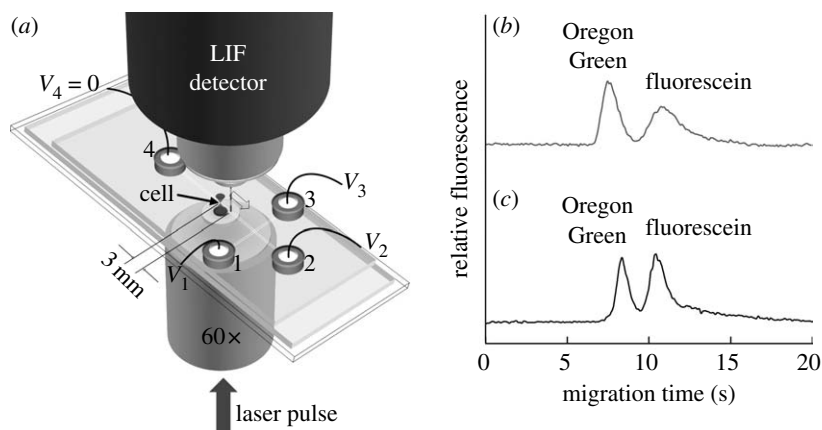 (a)
LIF
detector
V4 = 0
4
cell
V3
3
V2
3 mm
V1
1
2
60×
laser pulse
(b)
Oregon
Green
fluorescein
(c)
Oregon
Green
fluorescein
relative fluorescence
0 5 10 15 20
migration time (s)